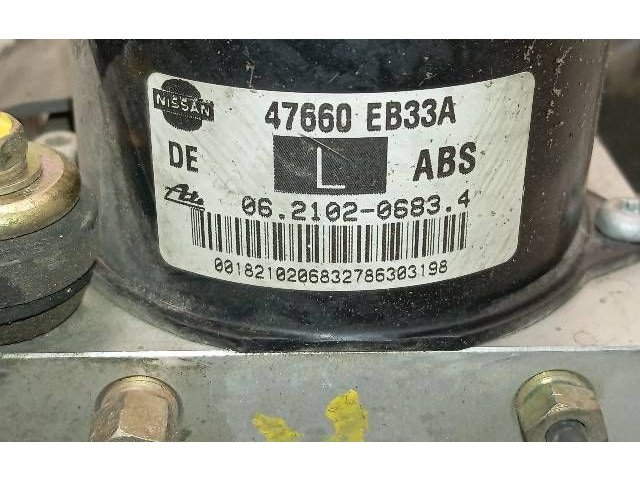 NISSAN
47660 EB33A
DE L ABS
Ate 06.2102-0683.4
00182102068327863031​98